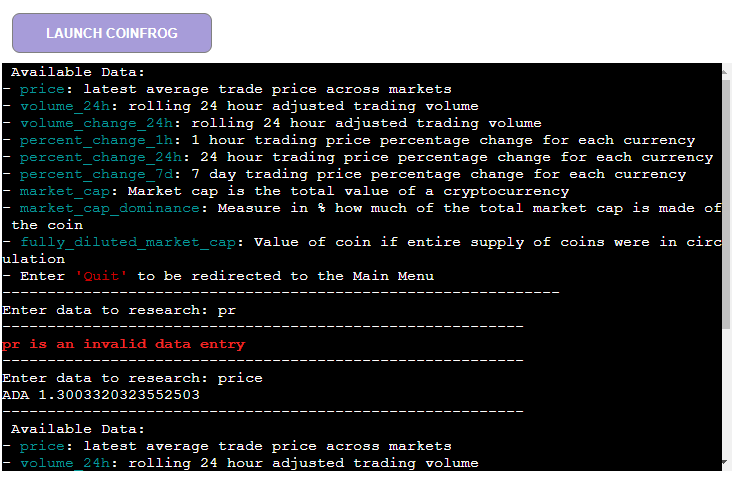 LAUNCH COINFROG
Available Data:
- price: latest average trade price across markets
- volume_24h: rolling 24 hour adjusted trading volume
- volume_change_24h: rolling 24 hour adjusted trading volume
- percent_change_1h: 1 hour trading price percentage change for each currency
- percent_change_24h: 24 hour trading price percentage change for each currency
- percent_change_7d: 7 day trading price percentage change for each currency
- market_cap: Market cap is the total value of a cryptocurrency
- market_cap_dominance: Measure in % how much of the total market cap is made of
the coin
- fully_diluted_market_cap: Value of coin if entire supply of coins were in circ
ulation
- Enter 'Quit' to be redirected to the Main Menu
--------------------------------------------------------------
Enter data to research: pr
----------------------------------------------------------
pr is an invalid data entry
----------------------------------------------------------
Enter data to research: price
ADA 1.3003320323552503
----------------------------------------------------------
Available Data:
- price: latest average trade price across markets
- volume_24h: rolling 24 hour adjusted trading volume